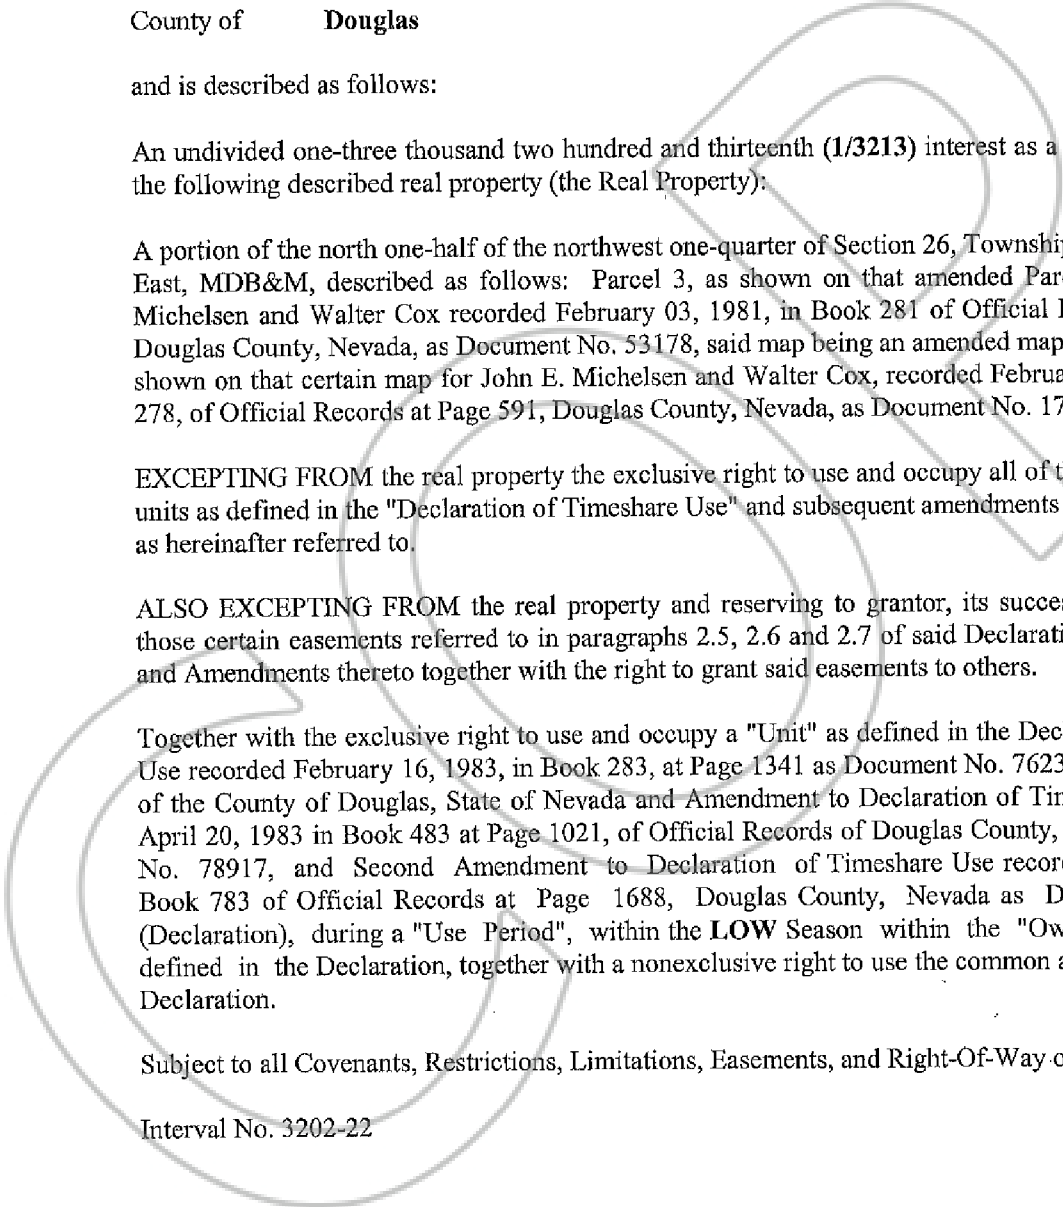 County of Douglas
and is described as follows:
An undivided one-three thousand two hundred and thirteenth (1/3213) interest as a
the following described real property (the Real Property):
A portion of the north one-half of the northwest one-quarter of Section 26,
East, MDB&M, described as follows: Parcel 3, as shown on that amended
Michelsen and Walter Cox recorded February 03, 1981, in Book 281 of Official
Douglas County, Nevada, as Document No. 53178, said map being an amended map
shown on that certain map for John E. Michelsen and Walter Cox, recorded
278, of Official Records at Page 591, Douglas County, Nevada, as Document No. 17
EXCEPTING FROM the real property the exclusive right to use and occupy all of
units as defined in the "Declaration of Timeshare Use" and subsequent amendments
as hereinafter referred to.
ALSO EXCEPTING FROM the real property and reserving to grantor, its
those certain easements referred to in paragraphs 2.5, 2.6 and 2.7 of said
and Amendments thereto together with the right to grant said easements to others.
Together with the exclusive right to use and occupy a "Unit" as defined in the Dec
Use recorded February 16, 1983, in Book 283, at Page 1341 as Document No. 7623
of the County of Douglas, State of Nevada and Amendment to Declaration of
April 20, 1983 in Book 483 at Page 1021, of Official Records of Douglas County,
No. 78917, and Second Amendment to Declaration of Timeshare Use
Book 783 of Official Records at Page 1688, Douglas County, Nevada as D
(Declaration), during a "Use Period", within the LOW Season within the "Ow
defined in the Declaration, together with a nonexclusive right to use the common a
Declaration.
Subject to all Covenants, Restrictions, Limitations, Easements, and Right-Of-Way o
Interval No. 3202-22
COP